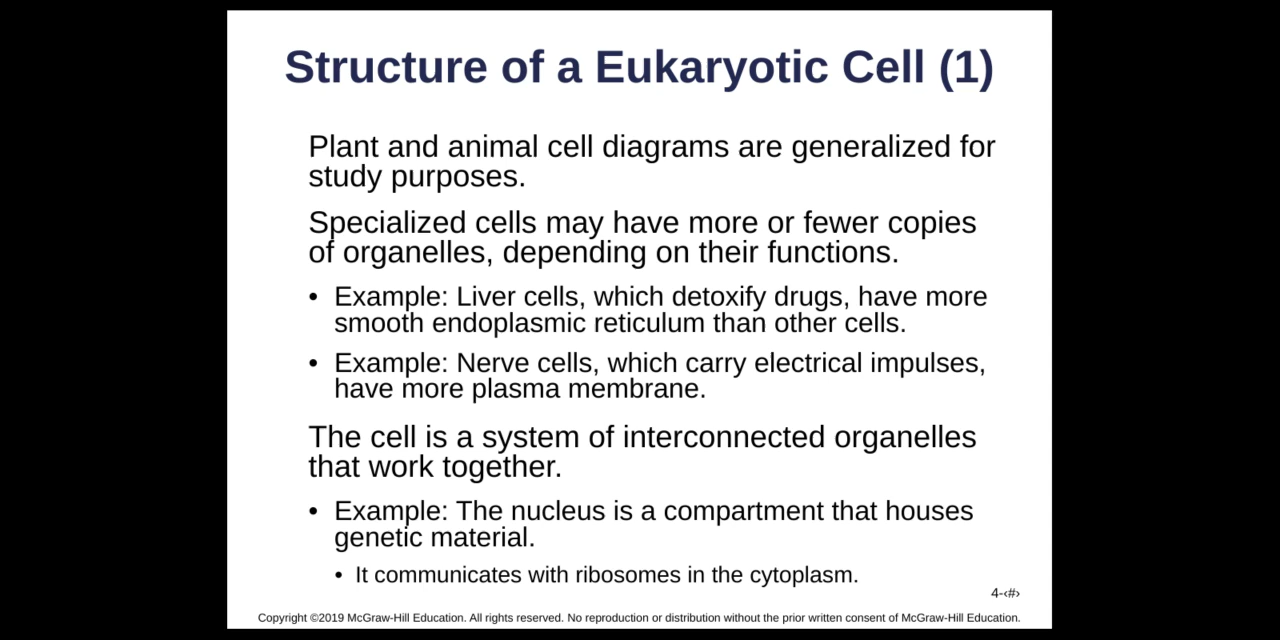 Structure of a Eukaryotic Cell (1)
Plant and animal cell diagrams are generalized for
study purposes.
Specialized cells may have more or fewer copies
of organelles, depending on their functions.
• Example: Liver cells, which detoxify drugs, have more
smooth endoplasmic reticulum than other cells.
• Example: Nerve cells, which carry electrical impulses,
have more plasma membrane.
The cell is a system of interconnected organelles
that work together.
• Example: The nucleus is a compartment that houses
genetic material.
• It communicates with ribosomes in the cytoplasm.
4-‹#›
Copyright ©2019 McGraw-Hill Education. All rights reserved. No reproduction or distribution without the prior written consent of McGraw-Hill Education.